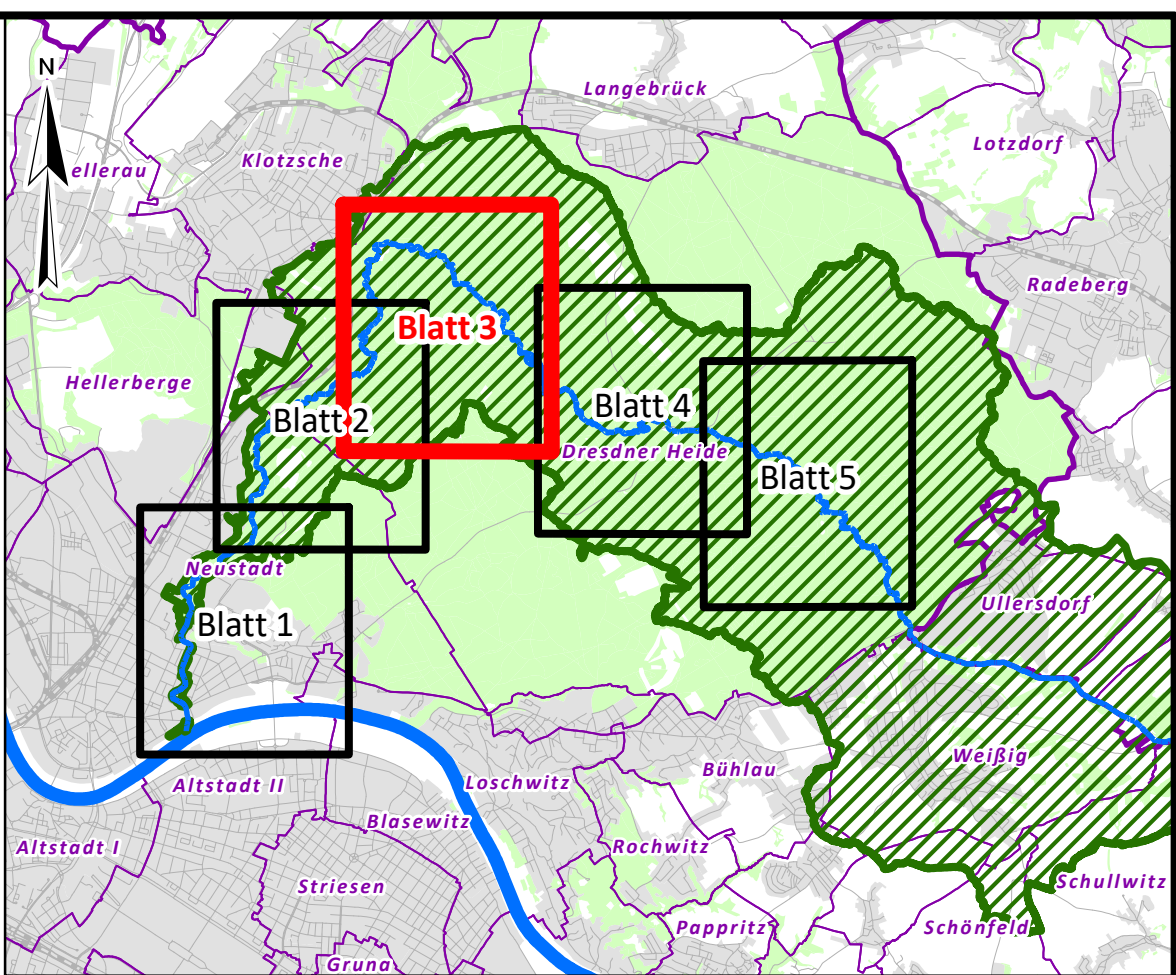 N
Langebrück
Lotzdorf
Klotzsche
ellerau
Radeberg
Blatt 3
Hellerberge
Blatt 4
Blatt 2
Dresdner Heide
Blatt 5
Neustadt
Ullersdorf
Blatt 1
Weißig
Bühlau
Loschwitz
Altstadt II
Blasewitz
Altstadt I
Rochwitz
Striesen
Schullwitz
Pappritz
Schönfeld
Gruna